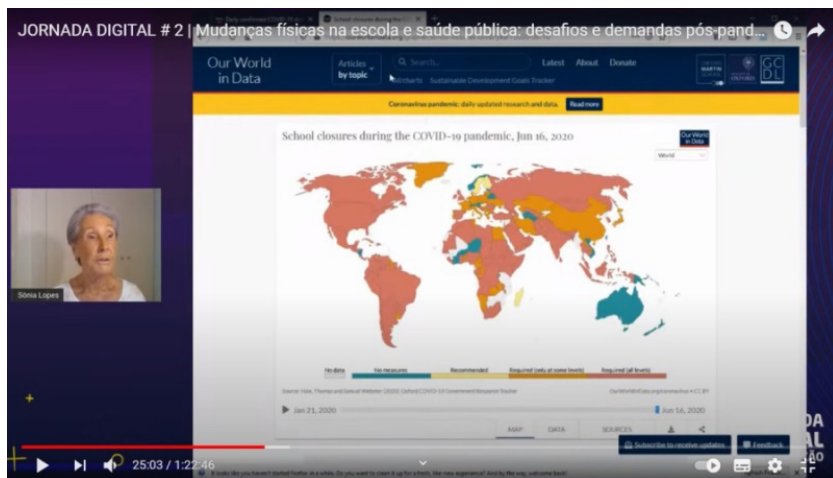 JORNADA DIGITAL # 2 | Mudanças físicas na escola e saúde pública: desafios e demandas pós-pand...
Our World
in Data
Articles
by topic
Search...
Latest About Donate
Sustainable Development Goals Tracker
GCDL
Coronavirus pandemic: daily updated research and data. Read more
School closures during the COVID-19 pandemic, Jun 16, 2020
Our World
in Data
World
Sônia Lopes
No data No measures Recommended Required (only at some levels) Required (all levels)
Jan 21, 2020
Jun 16, 2020
MAP DATA SOURCES
Subscribe to receive updates
Feedback
25:03 / 1:22:46